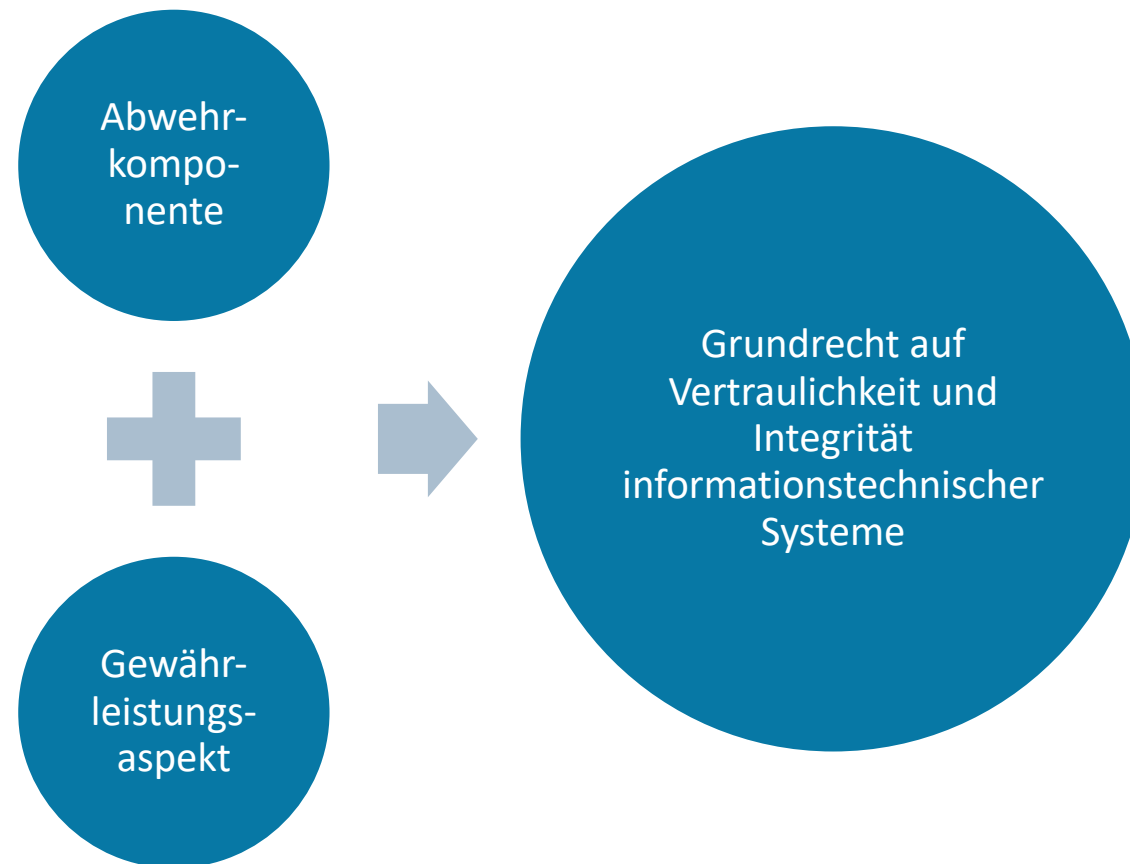 Abwehr-
kompo-
nente
Gewähr-
leistungs-
aspekt
Grundrecht auf
Vertraulichkeit und
Integrität
informationstechnischer
Systeme